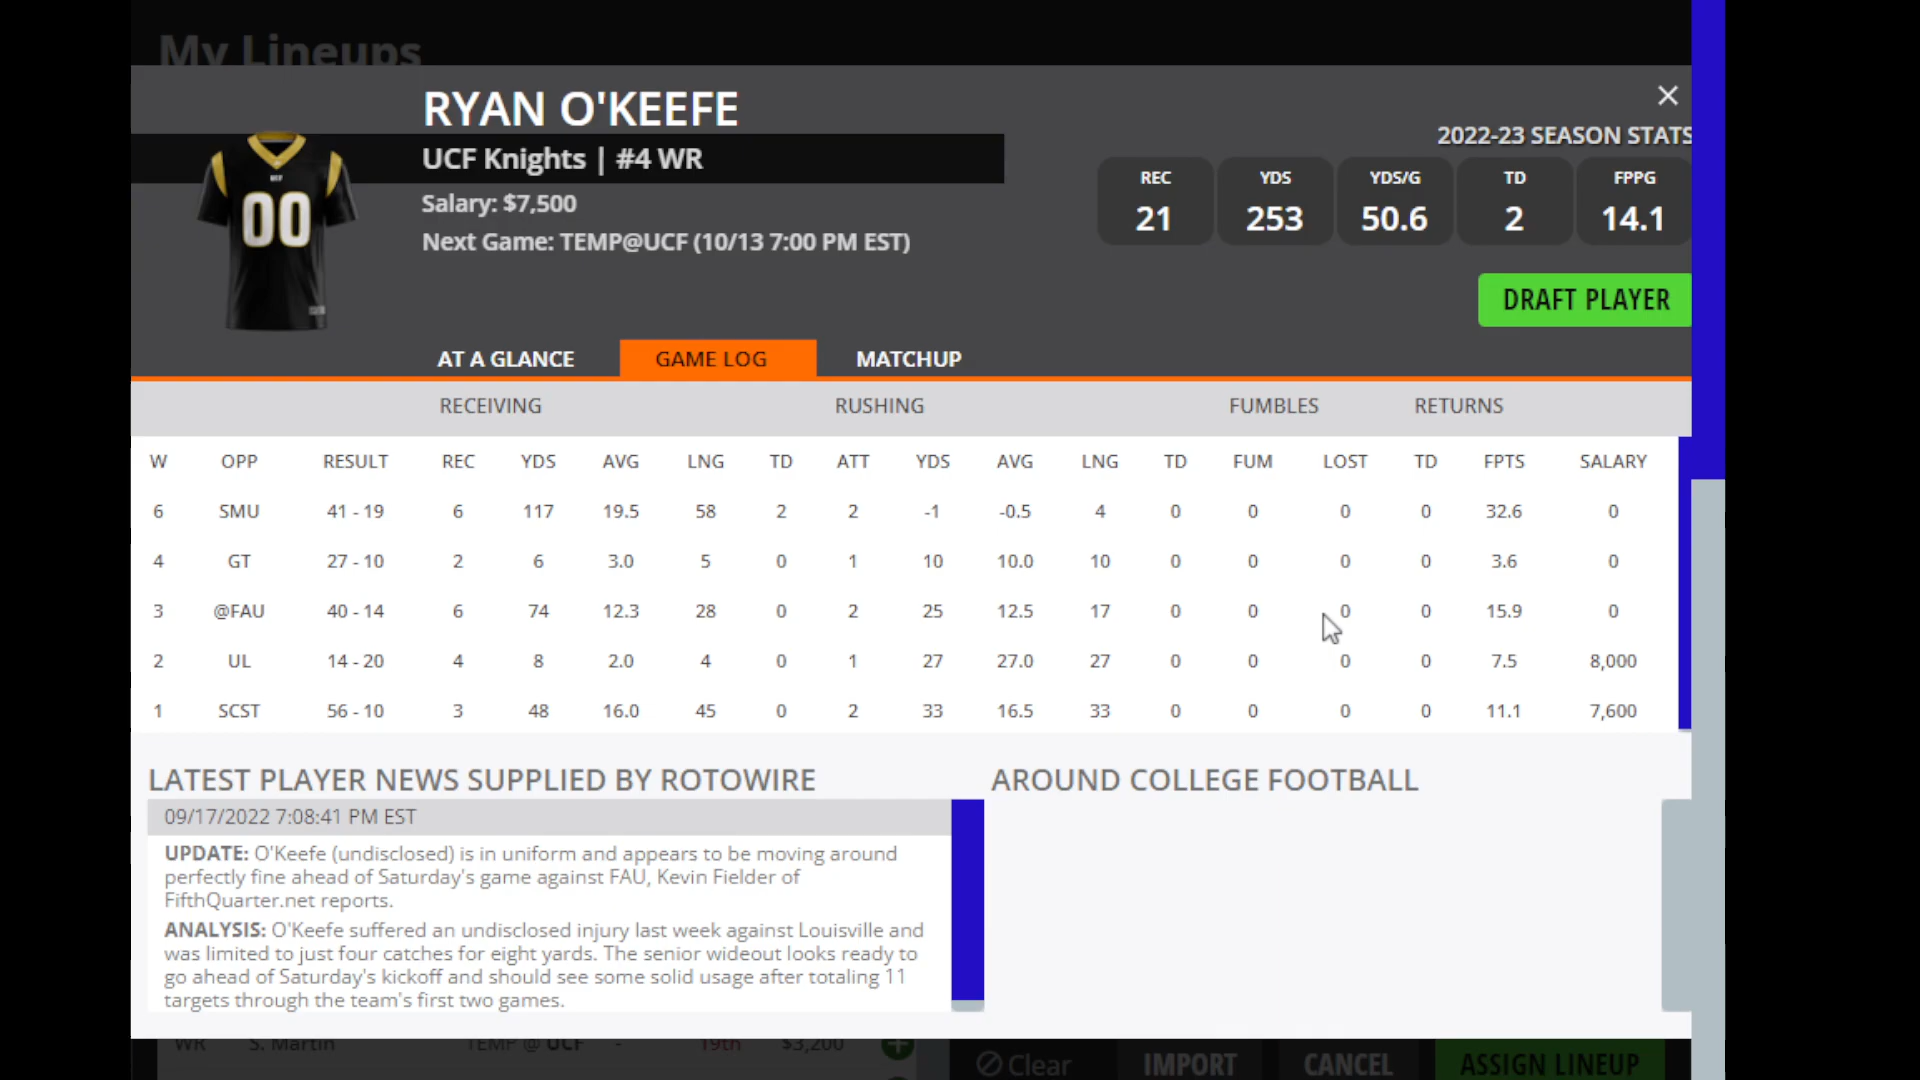 My Lineups
RYAN O'KEEFE
UCF Knights | #4 WR
Salary: $7,500
Next Game: TEMP@UCF (10/13 7:00 PM EST)
UCF
00
×
2022-23 SEASON STATS
REC YDS YDS/G TD FPPG
21 253 50.6 2 14.1
DRAFT PLAYER
AT A GLANCE GAME LOG MATCHUP
RECEIVING RUSHING FUMBLES RETURNS
W OPP RESULT REC YDS AVG LNG TD ATT YDS AVG LNG TD FUM LOST TD FPTS SALARY
6 SMU 41 - 19 6 117 19.5 58 2 2 -1 -0.5 4 0 0 0 0 32.6 0
4 GT 27 - 10 2 6 3.0 5 0 1 10 10.0 10 0 0 0 0 3.6 0
3 @FAU 40 - 14 6 74 12.3 28 0 2 25 12.5 17 0 0 0 0 15.9 0
2 UL 14 - 20 4 8 2.0 4 0 1 27 27.0 27 0 0 0 0 7.5 8,000
1 SCST 56 - 10 3 48 16.0 45 0 2 33 16.5 33 0 0 0 0 11.1 7,600
LATEST PLAYER NEWS SUPPLIED BY ROTOWIRE
09/17/2022 7:08:41 PM EST
UPDATE: O'Keefe (undisclosed) is in uniform and appears to be moving around
perfectly fine ahead of Saturday's game against FAU, Kevin Fielder of
FifthQuarter.net reports.
ANALYSIS: O'Keefe suffered an undisclosed injury last week against Louisville and
was limited to just four catches for eight yards. The senior wideout looks ready to
go ahead of Saturday's kickoff and should see some solid usage after totaling 11
targets through the team's first two games.
AROUND COLLEGE FOOTBALL
WR S. Martin TEMP @ UCF - 19th $3,200
Clear IMPORT CANCEL ASSIGN LINEUP